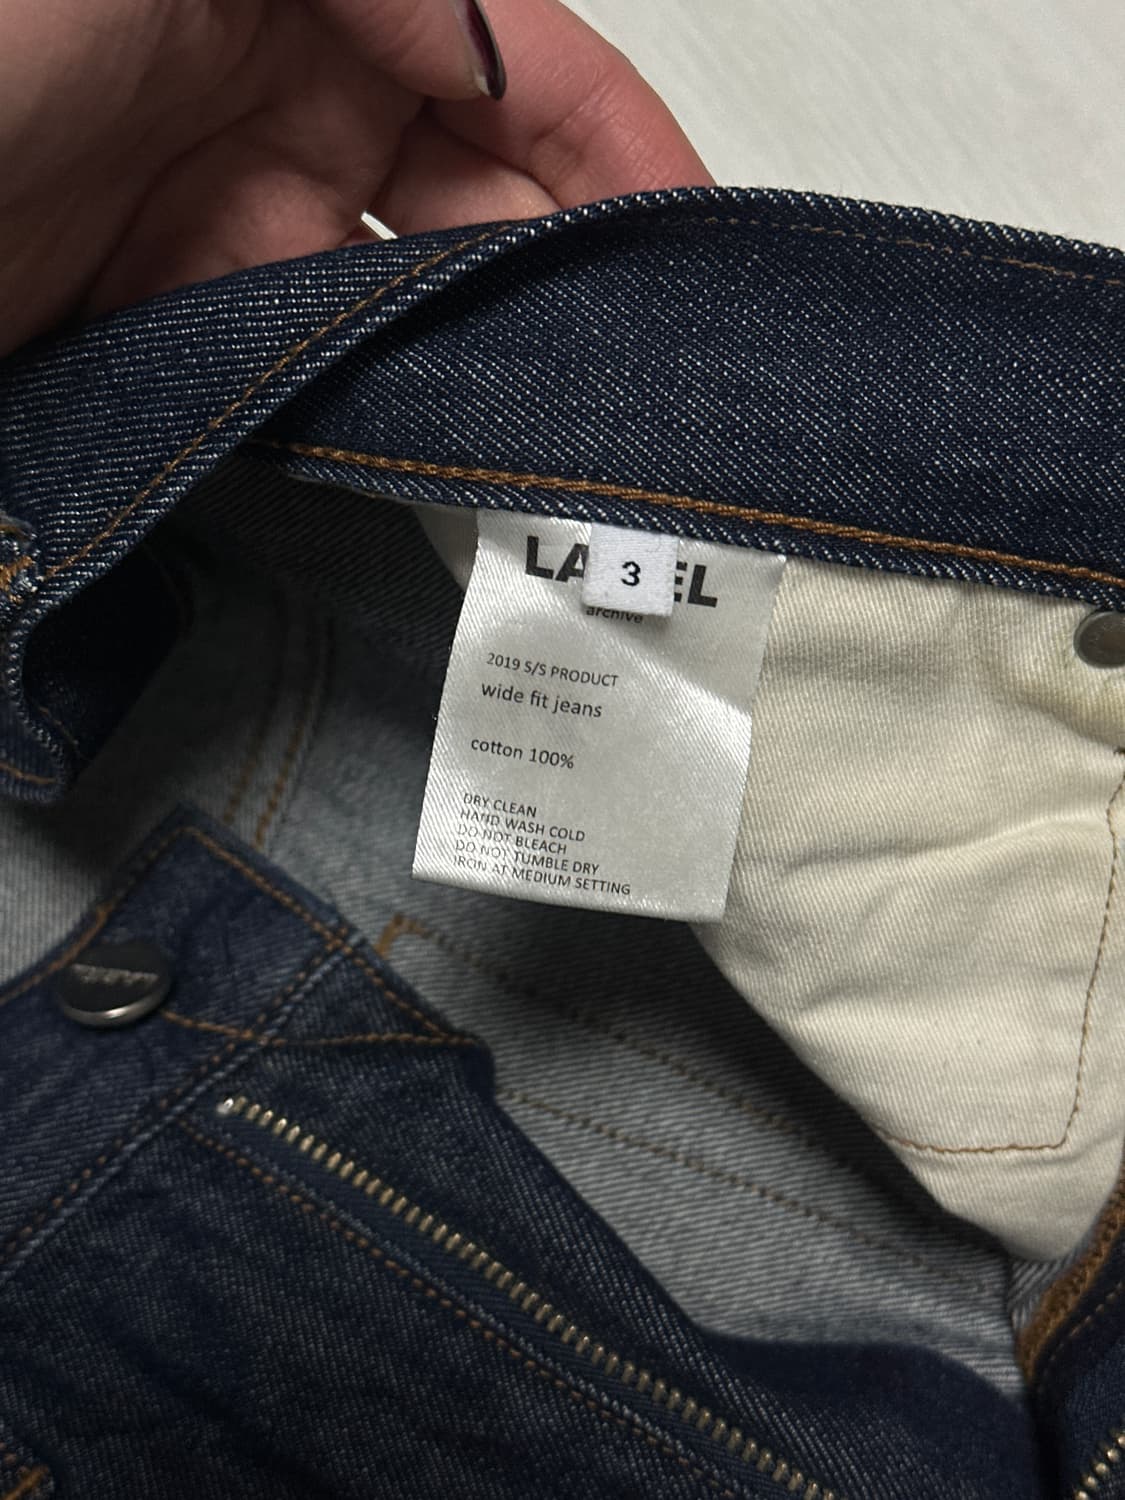 LA EL
3
archive
2019 S/S PRODUCT
wide fit jeans
cotton 100%
DRY CLEAN
HAND WASH COLD
DO NOT BLEACH
DO NOT TUMBLE DRY
IRON AT MEDIUM SETTING